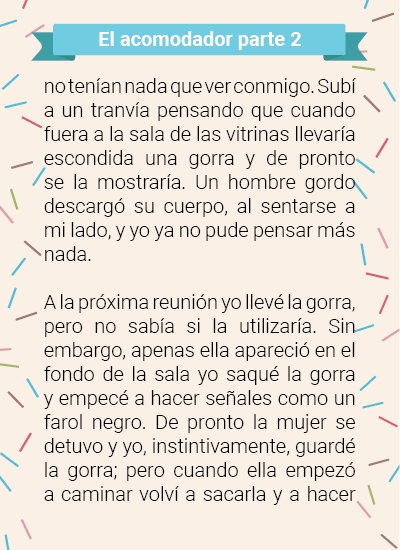 El acomodador parte 2
no tenían nada que ver conmigo. Subí
a un tranvía pensando que cuando
fuera a la sala de las vitrinas llevaría
escondida una gorra y de pronto
se la mostraría. Un hombre gordo
descargó su cuerpo, al sentarse a
mi lado, y yo ya no pude pensar más
nada.
A la próxima reunión yo llevé la gorra,
pero no sabía si la utilizaría. Sin
embargo, apenas ella apareció en el
fondo de la sala yo saqué la gorra
y empecé a hacer señales como un
farol negro. De pronto la mujer se
detuvo y yo, instintivamente, guardé
la gorra; pero cuando ella empezó
a caminar volví a sacarla y a hacer